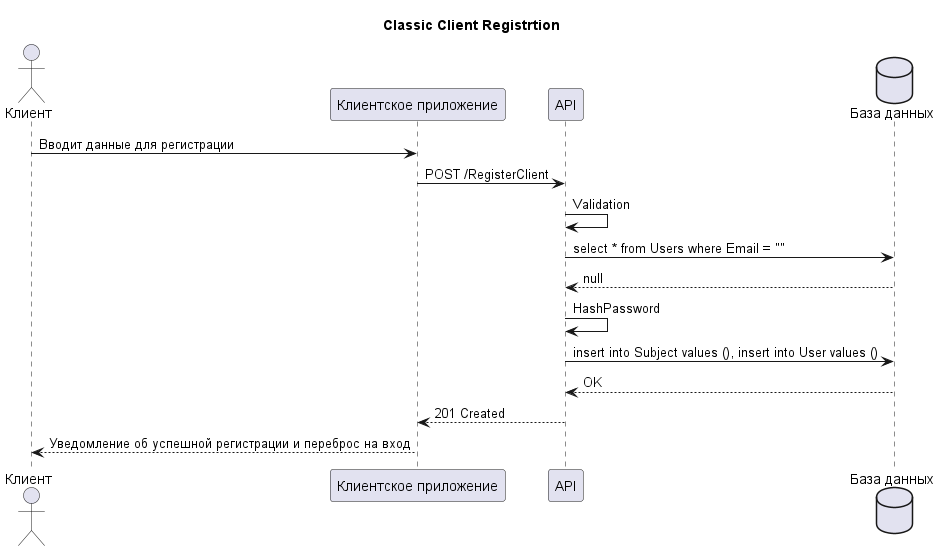 Classic Client Registrtion
Клиент
Клиентское приложение
API
База данных
Вводит данные для регистрации
POST /RegisterClient
Validation
select * from Users where Email = ""
null
HashPassword
insert into Subject values (), insert into User values ()
OK
201 Created
Уведомление об успешной регистрации и переброс на вход
Клиент
Клиентское приложение
API
База данных